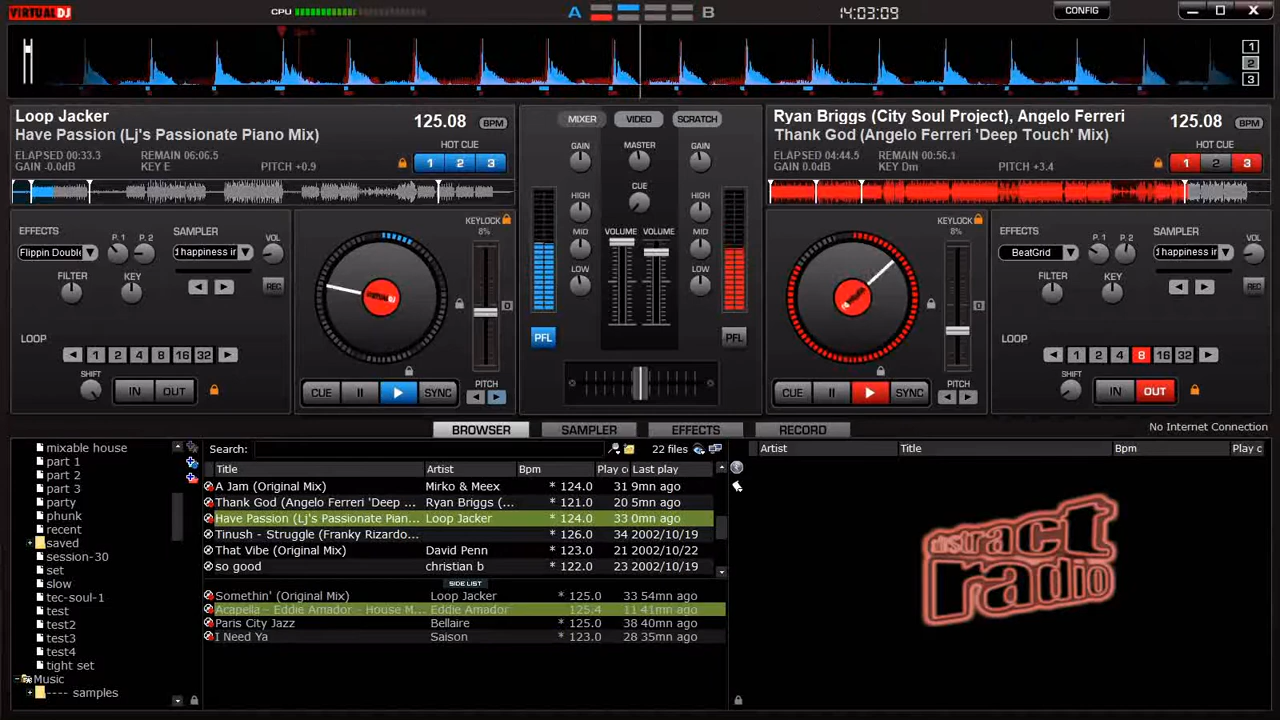 VIRTUAL DJ
CPU
A
B
14:03:09
CONFIG
1
2
3
Loop Jacker
Have Passion (Lj's Passionate Piano Mix)
125.08 BPM
ELAPSED 00:33.3 REMAIN 06:06.5
GAIN -0.0dB KEY E PITCH +0.9
HOT CUE
1 2 3
MIXER VIDEO SCRATCH
GAIN MASTER GAIN
HIGH CUE HIGH
MID VOLUME VOLUME MID
LOW LOW
PFL PFL
Ryan Briggs (City Soul Project), Angelo Ferreri
Thank God (Angelo Ferreri 'Deep Touch' Mix)
125.08 BPM
ELAPSED 04:44.5 REMAIN 00:56.1
GAIN -0.0dB KEY Dm PITCH +3.4
HOT CUE
1 2 3
EFFECTS P.1 P.2 SAMPLER VOL
Flippin Double 1 happiness ir
FILTER KEY REC
LOOP
1 2 4 8 16 32
SHIFT IN OUT
KEYLOCK
8%
0
CUE SYNC PITCH
KEYLOCK
8%
0
CUE SYNC PITCH
EFFECTS P.1 P.2 SAMPLER VOL
BeatGrid 1 happiness ir
FILTER KEY REC
LOOP
1 2 4 8 16 32
SHIFT IN OUT
BROWSER SAMPLER EFFECTS RECORD
No Internet Connection
mixable house
part 1
part 2
part 3
party
phunk
recent
saved
session-30
set
slow
tec-soul-1
test
test2
test3
test4
tight set
Music
---- samples
Search: 22 files
Title Artist Bpm Play c Last play
A Jam (Original Mix) Mirko & Meex * 124.0 31 9mn ago
Thank God (Angelo Ferreri 'Deep ... Ryan Briggs (... * 121.0 20 5mn ago
Have Passion (Lj's Passionate Pian... Loop Jacker * 124.0 33 0mn ago
Tinush - Struggle (Franky Rizardo... * 126.0 34 2002/10/19
That Vibe (Original Mix) David Penn * 123.0 21 2002/10/22
so good christian b * 122.0 23 2002/10/19
SIDE LIST
Somethin' (Original Mix) Loop Jacker * 125.0 33 54mn ago
Acapella - Eddie Amador - House M... Eddie Amador 125.4 11 41mn ago
Paris City Jazz Bellaire * 125.0 38 40mn ago
I Need Ya Saison * 123.0 28 35mn ago
Artist Title Bpm Play c
distract
radio